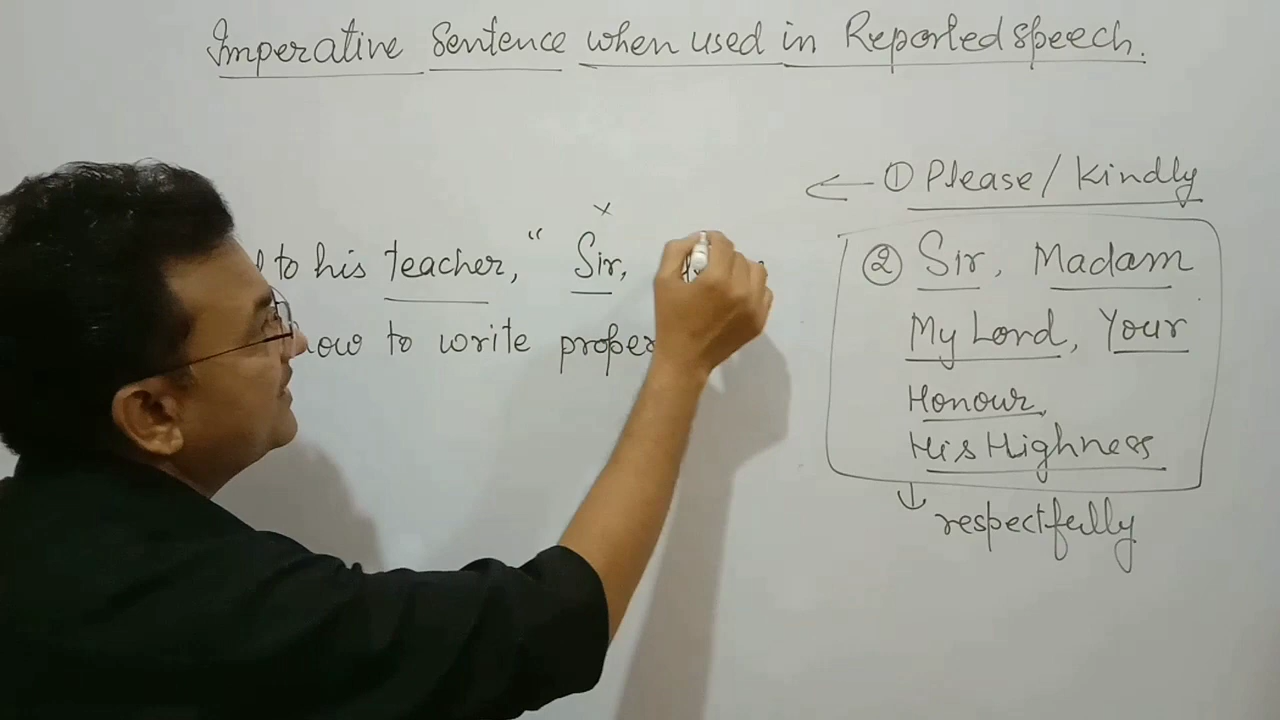 Imperative Sentence when used in Reported speech.
← ① Please / Kindly
x
to his teacher, “ Sir,
how to write proper
② Sir, Madam
My Lord, Your
Honour,
His Highness
↓ respectfully